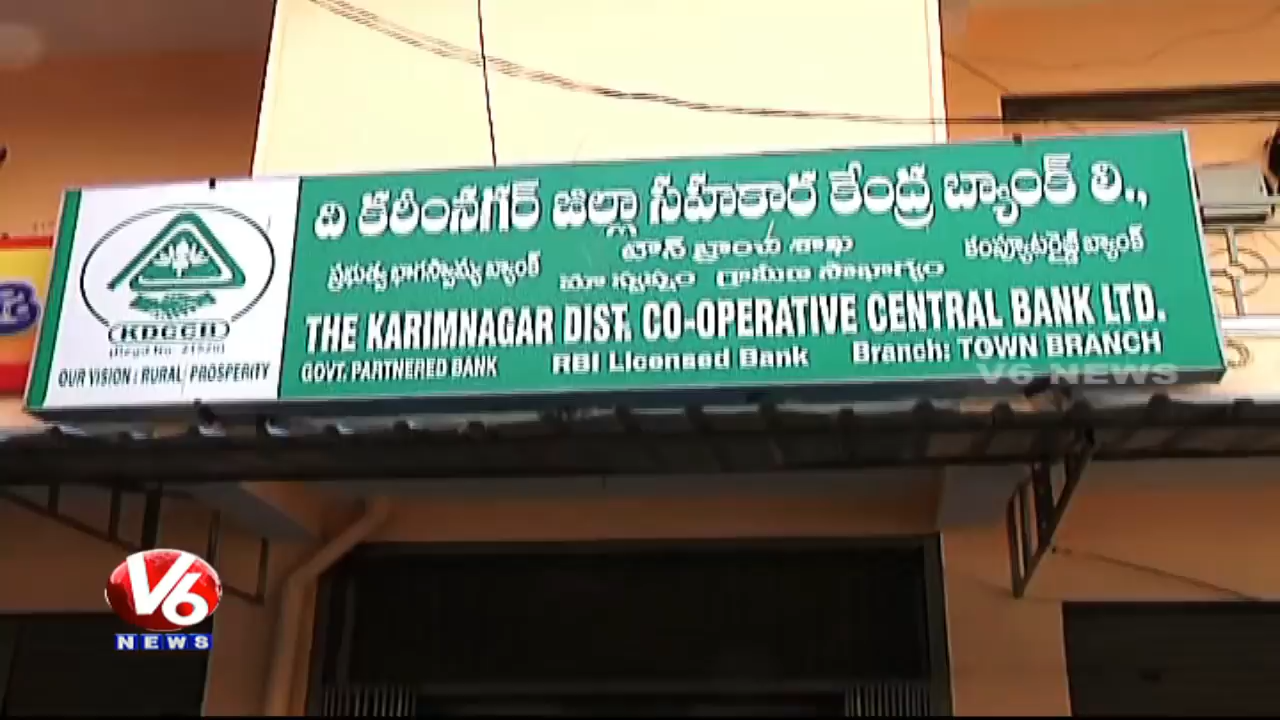 ది కరీంనగర్ జిల్లా సహకార కేంద్ర బ్యాంక్ లి.,
టౌన్ బ్రాంచ్ శాఖ
ప్రభుత్వ భాగస్వామ్య బ్యాంక్
కంప్యూటరైజ్డ్ బ్యాంక్
మా స్వప్నం గ్రామీణ సౌభాగ్యం
THE KARIMNAGAR DIST. CO-OPERATIVE CENTRAL BANK LTD.
GOVT. PARTNERED BANK RBI Licensed Bank Branch: TOWN BRANCH
KDCCB
OUR VISION : RURAL PROSPERITY
V6 NEWS
V6
NEWS